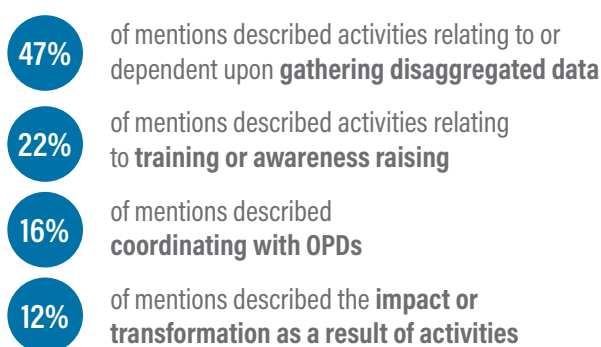 47%
of mentions described activities relating to or
dependent upon gathering disaggregated data
22%
of mentions described activities relating
to training or awareness raising
16%
of mentions described
coordinating with OPDs
12%
of mentions described the impact or
transformation as a result of activities